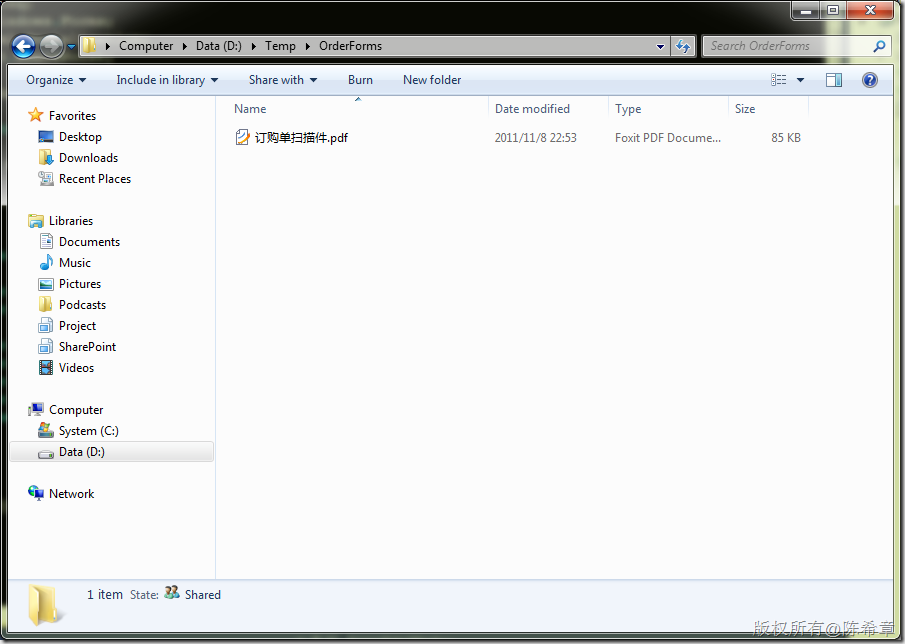 Computer Data (D:) Temp OrderForms Search OrderForms
Organize Include in library Share with Burn New folder
Name Date modified Type Size
订购单扫描件.pdf 2011/11/8 22:53 Foxit PDF Docume... 85 KB
Favorites
Desktop
Downloads
Recent Places
Libraries
Documents
Music
Pictures
Podcasts
Project
SharePoint
Videos
Computer
System (C:)
Data (D:)
Network
1 item State: Shared
版权所有@陈希章